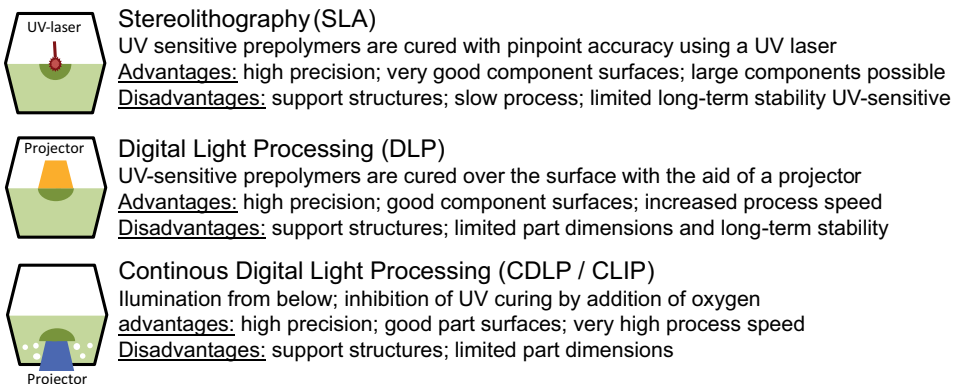 UV-laser
Stereolithography (SLA)
UV sensitive prepolymers are cured with pinpoint accuracy using a UV laser
Advantages: high precision; very good component surfaces; large components possible
Disadvantages: support structures; slow process; limited long-term stability UV-sensitive
Projector
Digital Light Processing (DLP)
UV-sensitive prepolymers are cured over the surface with the aid of a projector
Advantages: high precision; good component surfaces; increased process speed
Disadvantages: support structures; limited part dimensions and long-term stability
Continous Digital Light Processing (CDLP / CLIP)
Ilumination from below; inhibition of UV curing by addition of oxygen
advantages: high precision; good part surfaces; very high process speed
Disadvantages: support structures; limited part dimensions
Projector